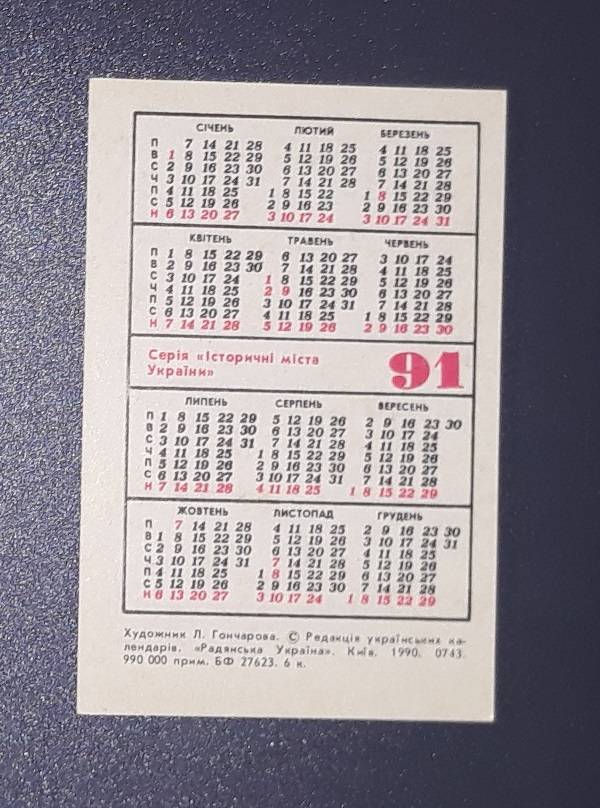 СІЧЕНЬ ЛЮТИЙ БЕРЕЗЕНЬ
П 7 14 21 28 4 11 18 25 4 11 18 25
В 1 8 15 22 29 5 12 19 26 5 12 19 26
С 2 9 16 23 30 6 13 20 27 6 13 20 27
Ч 3 10 17 24 31 7 14 21 28 7 14 21 28
П 4 11 18 25 1 8 15 22 1 8 15 22 29
С 5 12 19 26 2 9 16 23 2 9 16 23 30
Н 6 13 20 27 3 10 17 24 3 10 17 24 31
КВІТЕНЬ ТРАВЕНЬ ЧЕРВЕНЬ
П 1 8 15 22 29 6 13 20 27 3 10 17 24
В 2 9 16 23 30 7 14 21 28 4 11 18 25
С 3 10 17 24 1 8 15 22 29 5 12 19 26
Ч 4 11 18 25 2 9 16 23 30 6 13 20 27
П 5 12 19 26 3 10 17 24 31 7 14 21 28
С 6 13 20 27 4 11 18 25 1 8 15 22 29
Н 7 14 21 28 5 12 19 26 2 9 16 23 30
Серія «Історичні міста
України»
91
ЛИПЕНЬ СЕРПЕНЬ ВЕРЕСЕНЬ
П 1 8 15 22 29 5 12 19 26 2 9 16 23 30
В 2 9 16 23 30 6 13 20 27 3 10 17 24
С 3 10 17 24 31 7 14 21 28 4 11 18 25
Ч 4 11 18 25 1 8 15 22 29 5 12 19 26
П 5 12 19 26 2 9 16 23 30 6 13 20 27
С 6 13 20 27 3 10 17 24 31 7 14 21 28
Н 7 14 21 28 4 11 18 25 1 8 15 22 29
ЖОВТЕНЬ ЛИСТОПАД ГРУДЕНЬ
П 7 14 21 28 4 11 18 25 2 9 16 23 30
В 1 8 15 22 29 5 12 19 26 3 10 17 24 31
С 2 9 16 23 30 6 13 20 27 4 11 18 25
Ч 3 10 17 24 31 7 14 21 28 5 12 19 26
П 4 11 18 25 1 8 15 22 29 6 13 20 27
С 5 12 19 26 2 9 16 23 30 7 14 21 28
Н 6 13 20 27 3 10 17 24 1 8 15 22 29
Художник Л. Гончарова. © Редакція українських ка-
лендарів. «Радянська Україна». Київ. 1990. 0743.
990 000 прим. БФ 27623. 6 к.